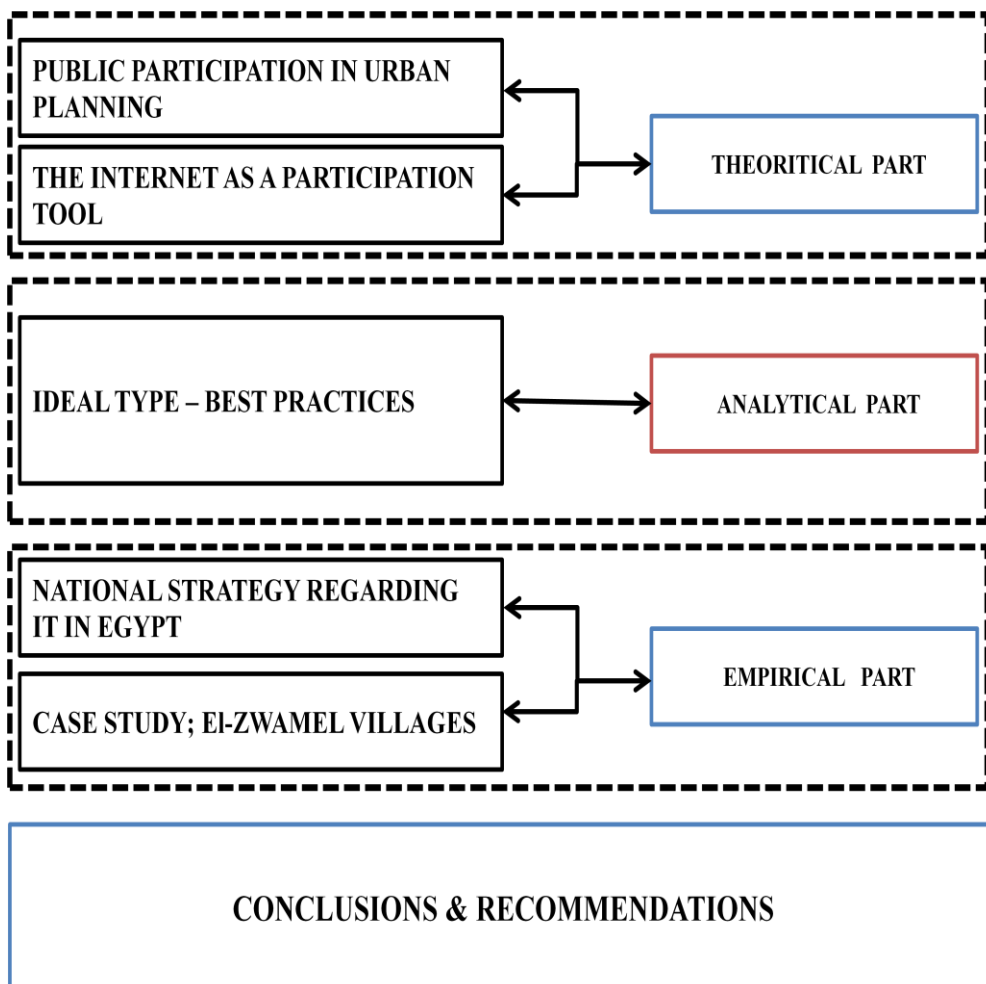 PUBLIC PARTICIPATION IN URBAN
PLANNING
THE INTERNET AS A PARTICIPATION
TOOL
THEORITICAL PART
IDEAL TYPE – BEST PRACTICES
ANALYTICAL PART
NATIONAL STRATEGY REGARDING
IT IN EGYPT
CASE STUDY; El-ZWAMEL VILLAGES
EMPIRICAL PART
CONCLUSIONS & RECOMMENDATIONS